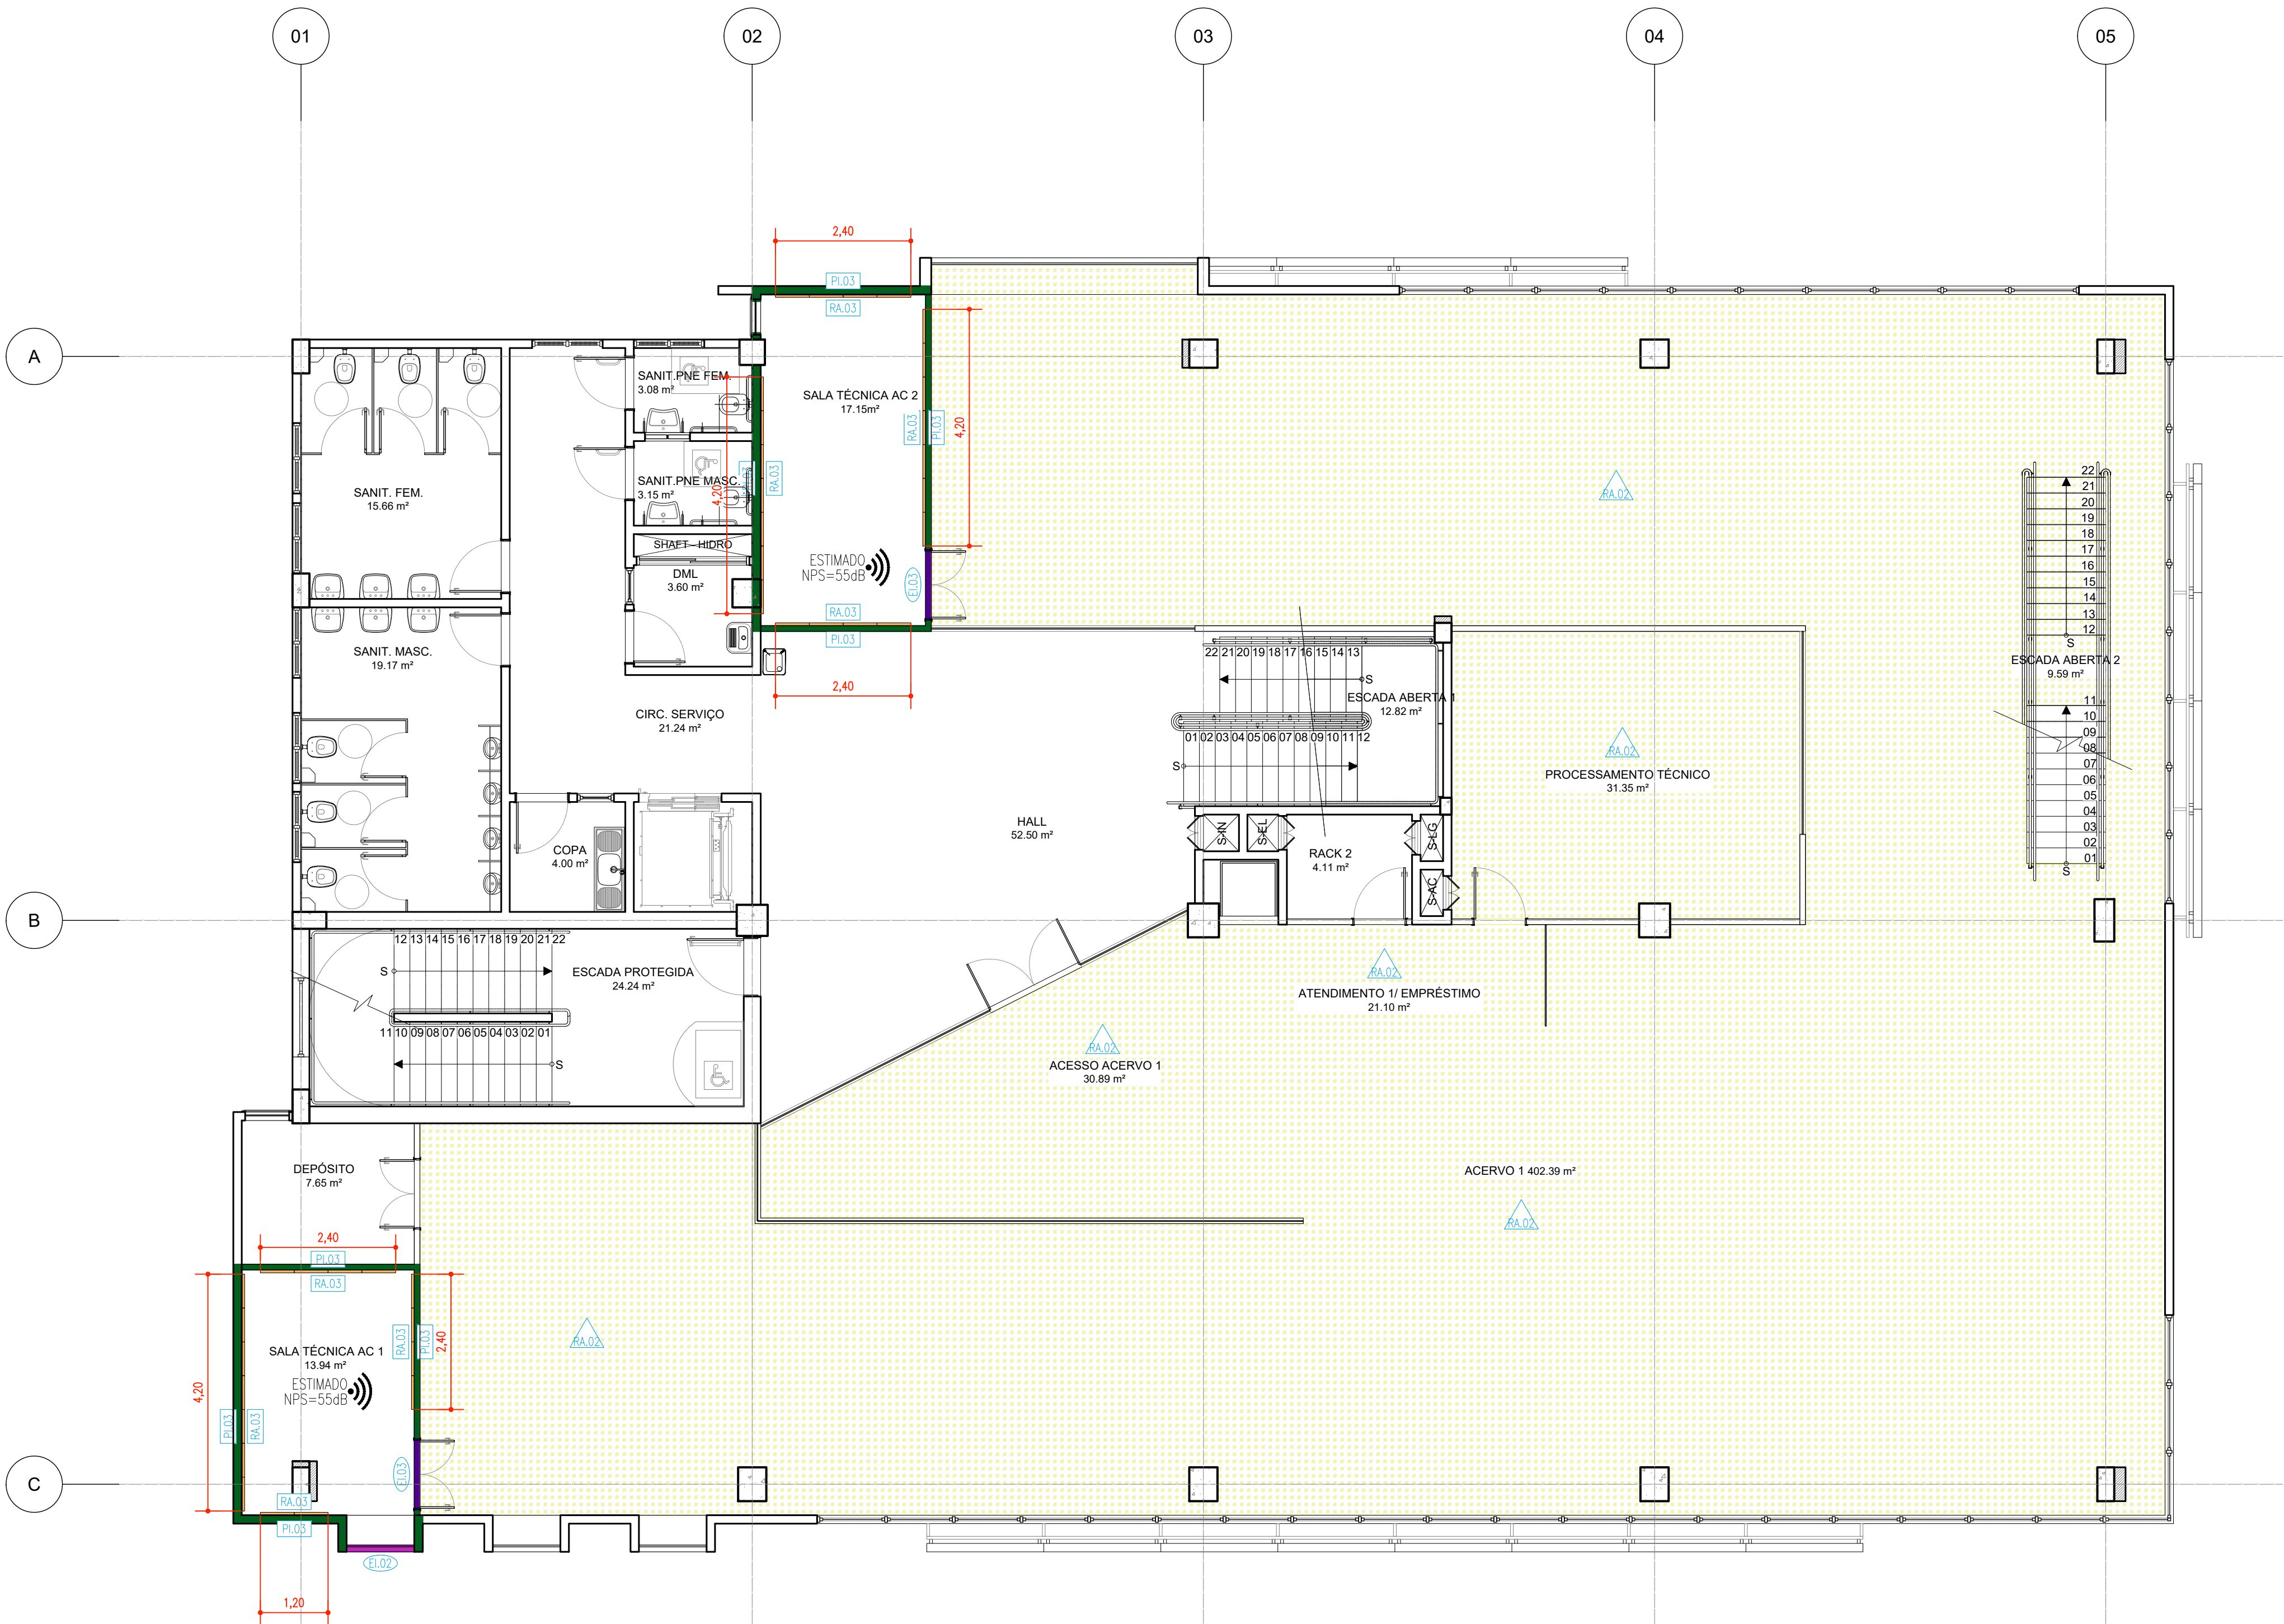 01
02
03
04
05
A
B
C
2,40
PI.03
RA.03
SALA TÉCNICA AC 2
17.15m²
RA.03
PI.03
4,20
RA.03
4,20
ESTIMADO
NPS=55dB
EI.03
RA.03
PI.03
2,40
SANIT.PNE FEM.
3.08 m²
SANIT.PNE MASC.
3.15 m²
SHAFT - HIDRO
DML
3.60 m²
SANIT. FEM.
15.66 m²
SANIT. MASC.
19.17 m²
CIRC. SERVIÇO
21.24 m²
COPA
4.00 m²
HALL
52.50 m²
22 21 20 19 18 17 16 15 14 13
S
ESCADA ABERTA 1
12.82 m²
01 02 03 04 05 06 07 08 09 10 11 12
S
S-IN
S-EL
S-LG
S-AC
RACK 2
4.11 m²
RA.02
RA.02
PROCESSAMENTO TÉCNICO
31.35 m²
22
21
20
19
18
17
16
15
14
13
12
S
ESCADA ABERTA 2
9.59 m²
11
10
09
08
07
06
05
04
03
02
01
S
12 13 14 15 16 17 18 19 20 21 22
S
ESCADA PROTEGIDA
24.24 m²
11 10 09 08 07 06 05 04 03 02 01
S
RA.02
ATENDIMENTO 1/ EMPRÉSTIMO
21.10 m²
RA.02
ACESSO ACERVO 1
30.89 m²
ACERVO 1 402.39 m²
RA.02
DEPÓSITO
7.65 m²
2,40
PI.03
RA.03
SALA TÉCNICA AC 1
13.94 m²
ESTIMADO
NPS=55dB
RA.03
PI.03
2,40
4,20
PI.03
RA.03
EI.03
RA.03
PI.03
EI.02
1,20
RA.02